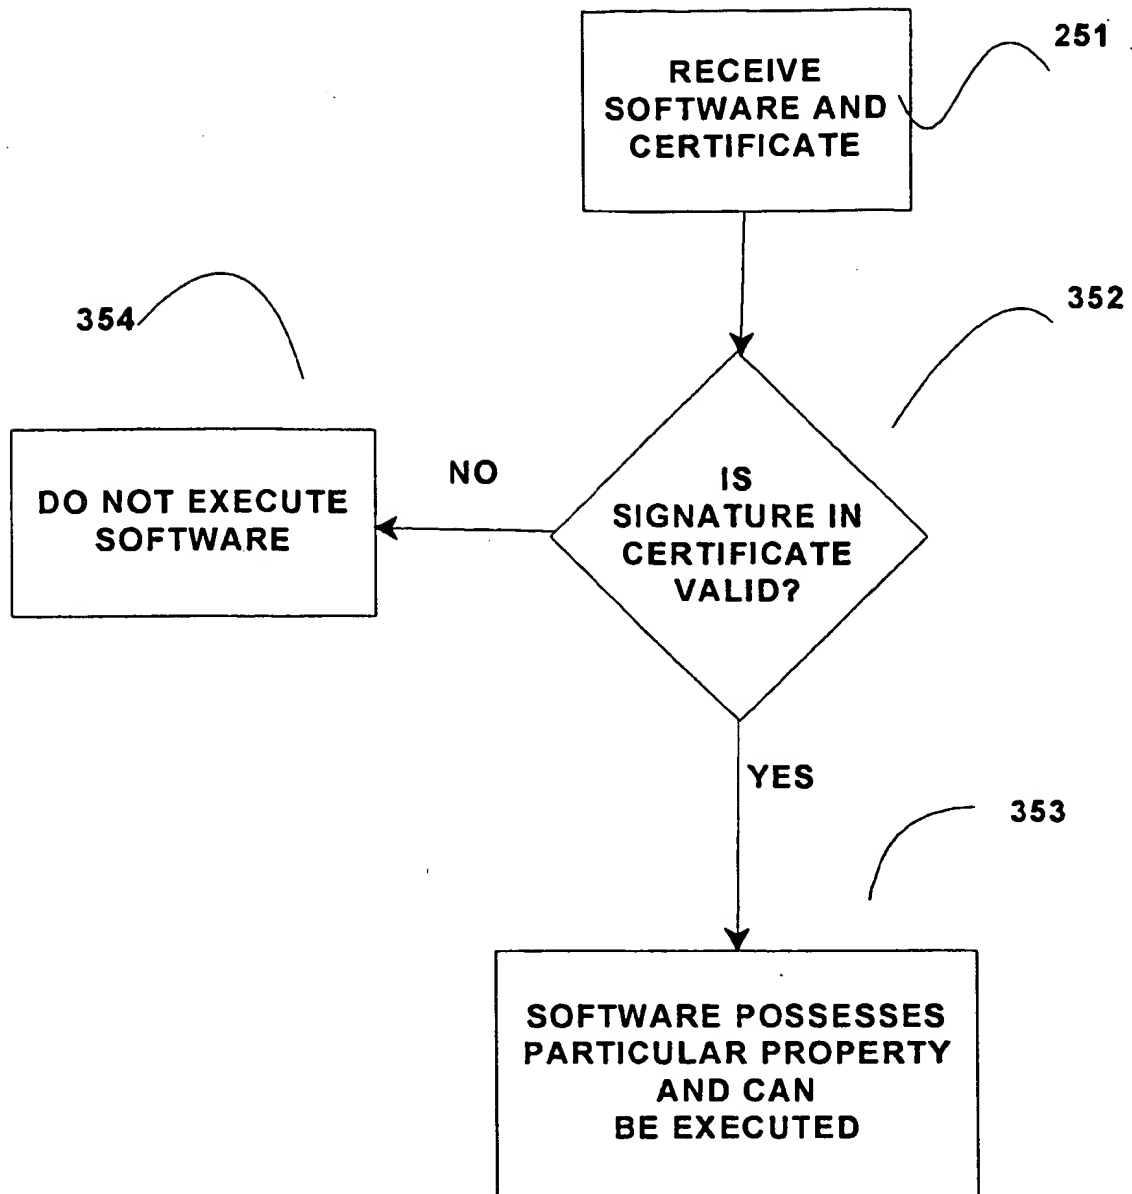 251
RECEIVE
SOFTWARE AND
CERTIFICATE
352
354
NO
DO NOT EXECUTE
SOFTWARE
IS
SIGNATURE IN
CERTIFICATE
VALID?
YES
353
SOFTWARE POSSESSES
PARTICULAR PROPERTY
AND CAN
BE EXECUTED